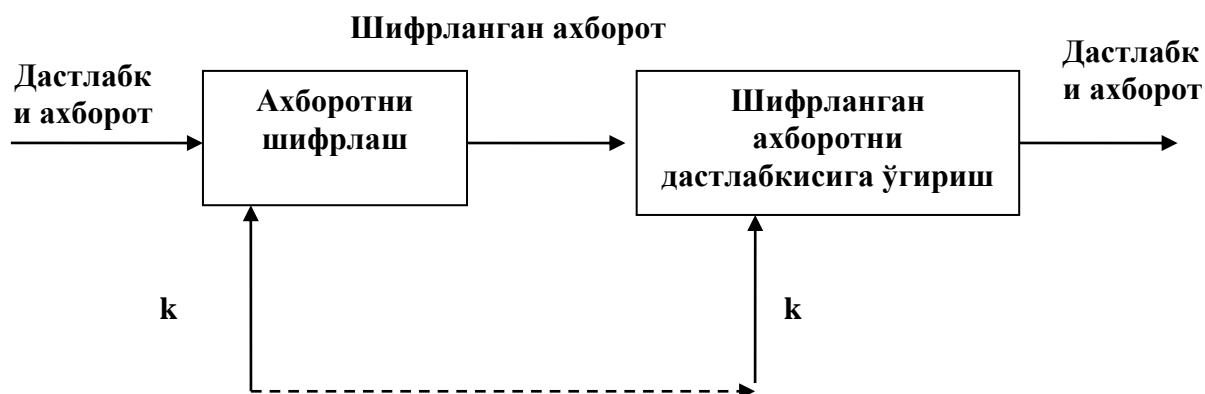 Шифрланган ахборот
Дастлабк
и ахборот
Ахборотни
шифрлаш
Шифрланган
ахборотни
дастлабкисига ўгириш
Дастлабк
и ахборот
k
k